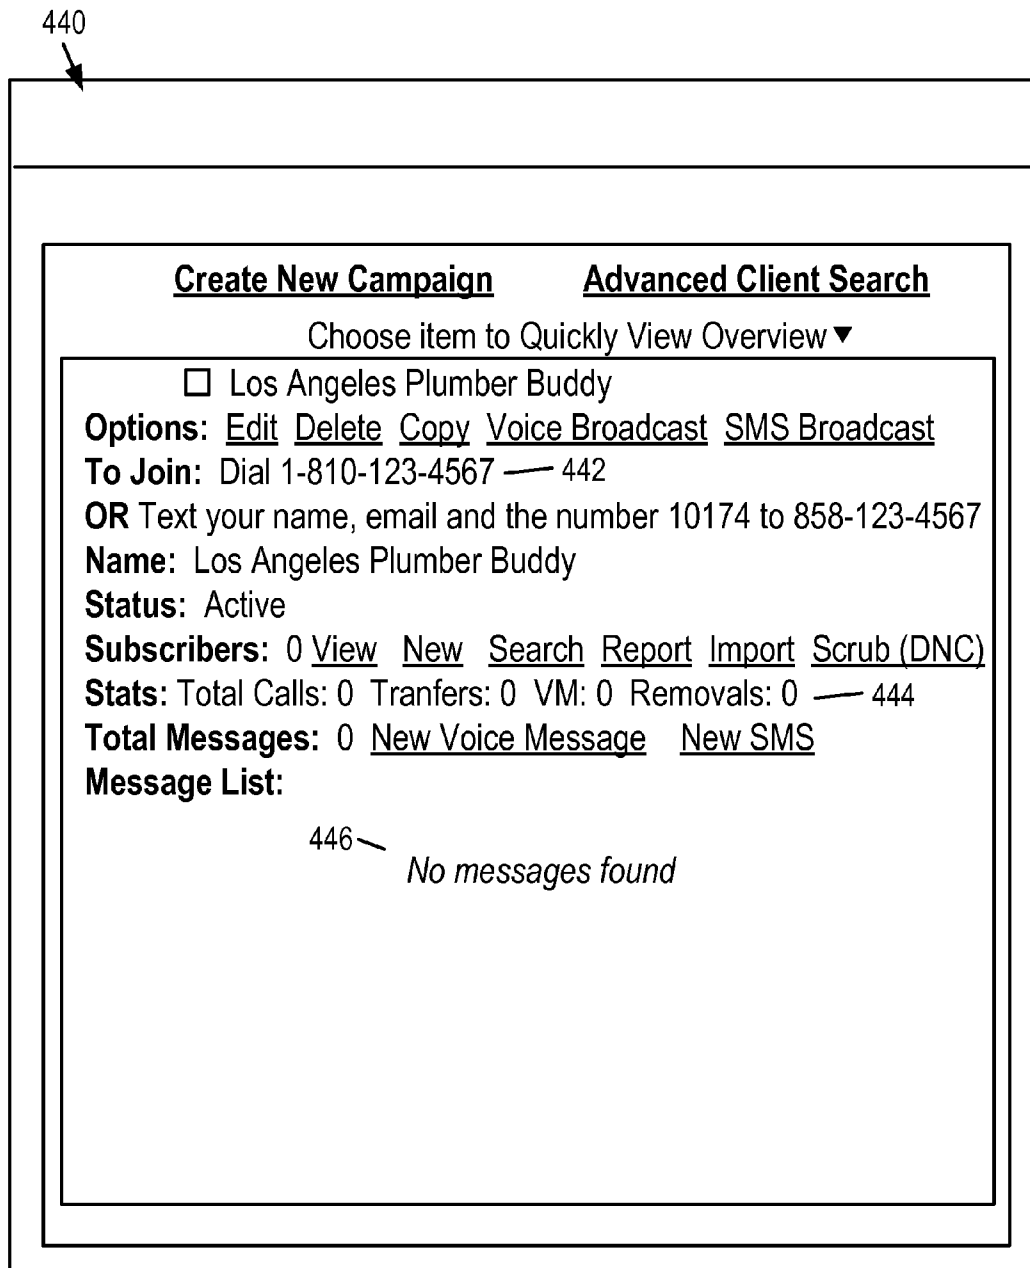 440
Create New Campaign Advanced Client Search
Choose item to Quickly View Overview ▼
☐ Los Angeles Plumber Buddy
Options: Edit Delete Copy Voice Broadcast SMS Broadcast
To Join: Dial 1-810-123-4567 442
OR Text your name, email and the number 10174 to 858-123-4567
Name: Los Angeles Plumber Buddy
Status: Active
Subscribers: 0 View New Search Report Import Scrub (DNC)
Stats: Total Calls: 0 Tranfers: 0 VM: 0 Removals: 0 444
Total Messages: 0 New Voice Message New SMS
Message List:
446
No messages found